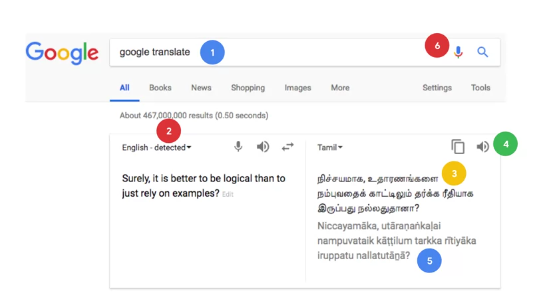 Google
google translate
1
6
All Books News Shopping Images More Settings Tools
About 467,000,000 results (0.50 seconds)
2
4
English - detected
Tamil
3
Surely, it is better to be logical than to
just rely on examples? Edit
நிச்சயமாக, உதாரணங்களை
நம்புவதைக் காட்டிலும் தர்க்க ரீதியாக
இருப்பது நல்லதுதானா?
Niccayamāka, utāraṇaṅkaḷai
nampuvataik kāṭṭilum tarkka rītiyāka
iruppatu nallatutāṉā?
5